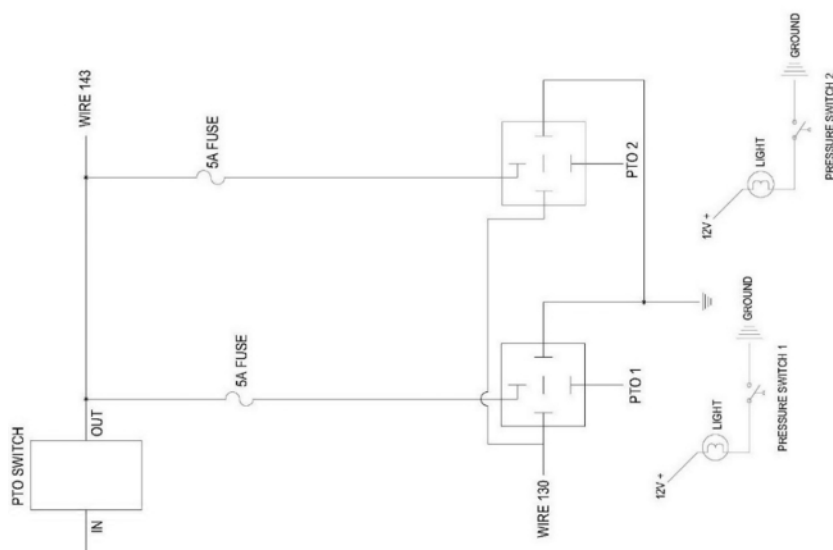 PTO SWITCH
IN
OUT
WIRE 143
5A FUSE
5A FUSE
WIRE 130
PTO 1
PTO 2
12V +
LIGHT
GROUND
PRESSURE SWITCH 1
12V +
LIGHT
GROUND
PRESSURE SWITCH 2